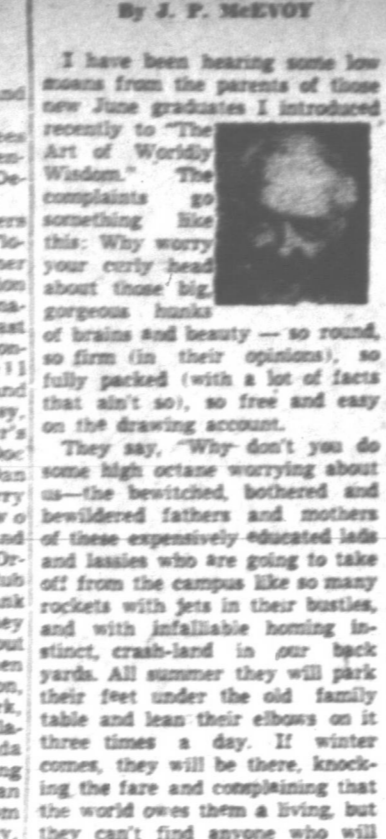 By J. P. McEVOY
I have been hearing some low
moans from the parents of those
new June graduates I introduced
recently to "The
Art of Worldly
Wisdom." The
complaints go
something like
this: Why worry
your curly head
about those big,
gorgeous hunks
of brains and beauty — so round,
so firm (in their opinions), so
fully packed (with a lot of facts
that ain't so), so free and easy
on the drawing account.
They say, "Why don't you do
some high octane worrying about
us—the bewitched, bothered and
bewildered fathers and mothers
of these expensively educated lads
and lassies who are going to take
off from the campus like so many
rockets with jets in their bustles,
and with infalliable homing in-
stinct, crash-land in our back
yards. All summer they will park
their feet under the old family
table and lean their elbows on it
three times a day. If winter
comes, they will be there, knock-
ing the fare and complaining that
the world owes them a living, but
they can't find anyone who will